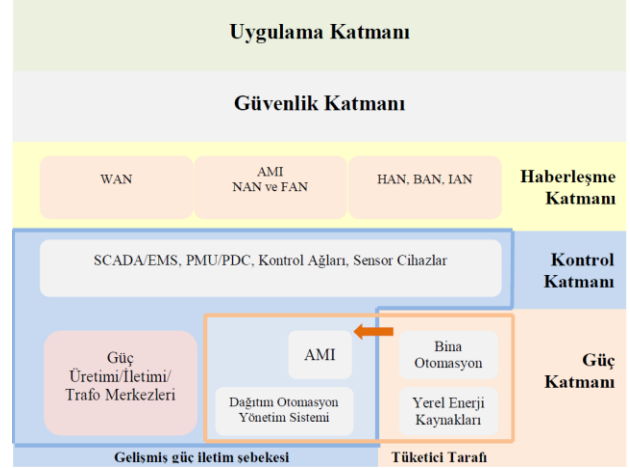 Uygulama Katmanı
Güvenlik Katmanı
WAN
AMI
NAN ve FAN
HAN, BAN, IAN
Haberleşme
Katmanı
SCADA/EMS, PMU/PDC, Kontrol Ağları, Sensor Cihazlar
Kontrol
Katmanı
Güç
Üretimi/İletimi/
Trafo Merkezleri
AMI
Dağıtım Otomasyon
Yönetim Sistemi
Bina
Otomasyon
Yerel Enerji
Kaynakları
Güç
Katmanı
Gelişmiş güç iletim şebekesi
Tüketici Tarafı